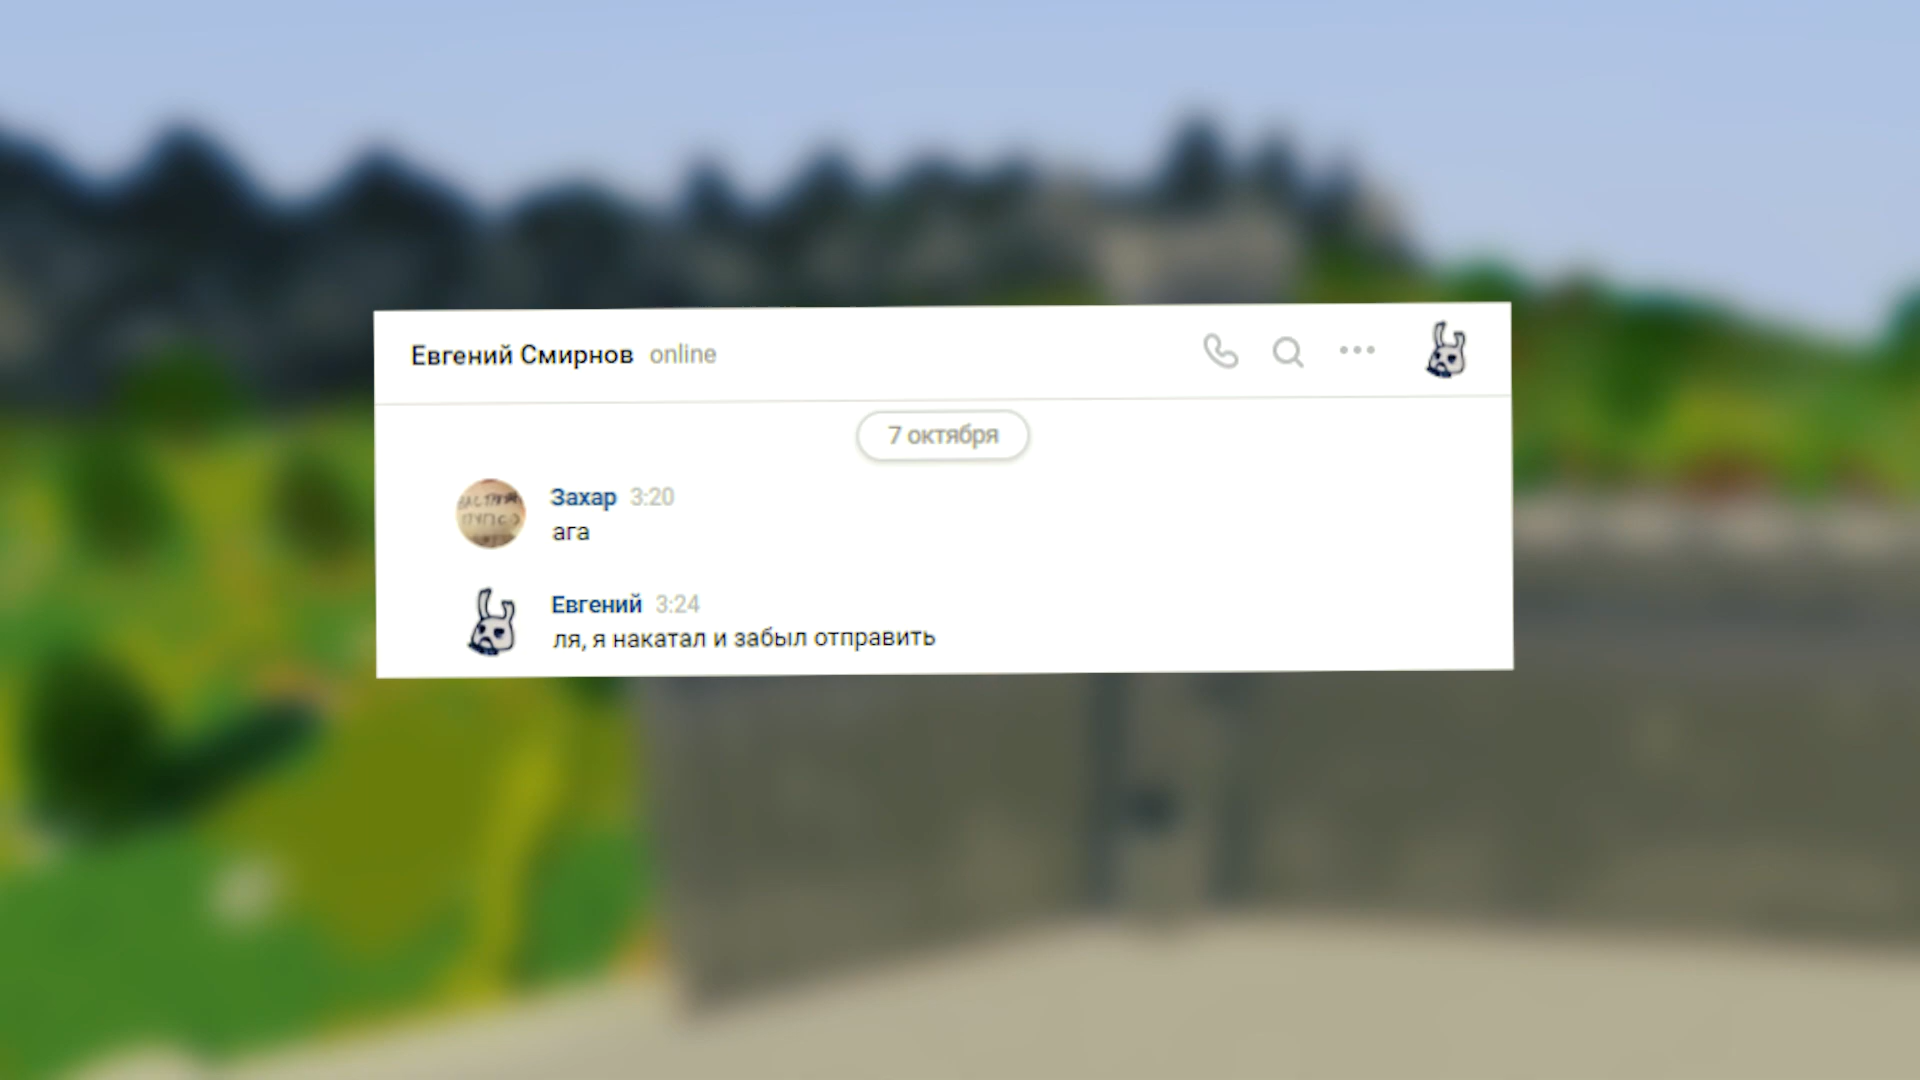 Евгений Смирнов online
7 октября
Захар 3:20
ага
Евгений 3:24
ля, я накатал и забыл отправить